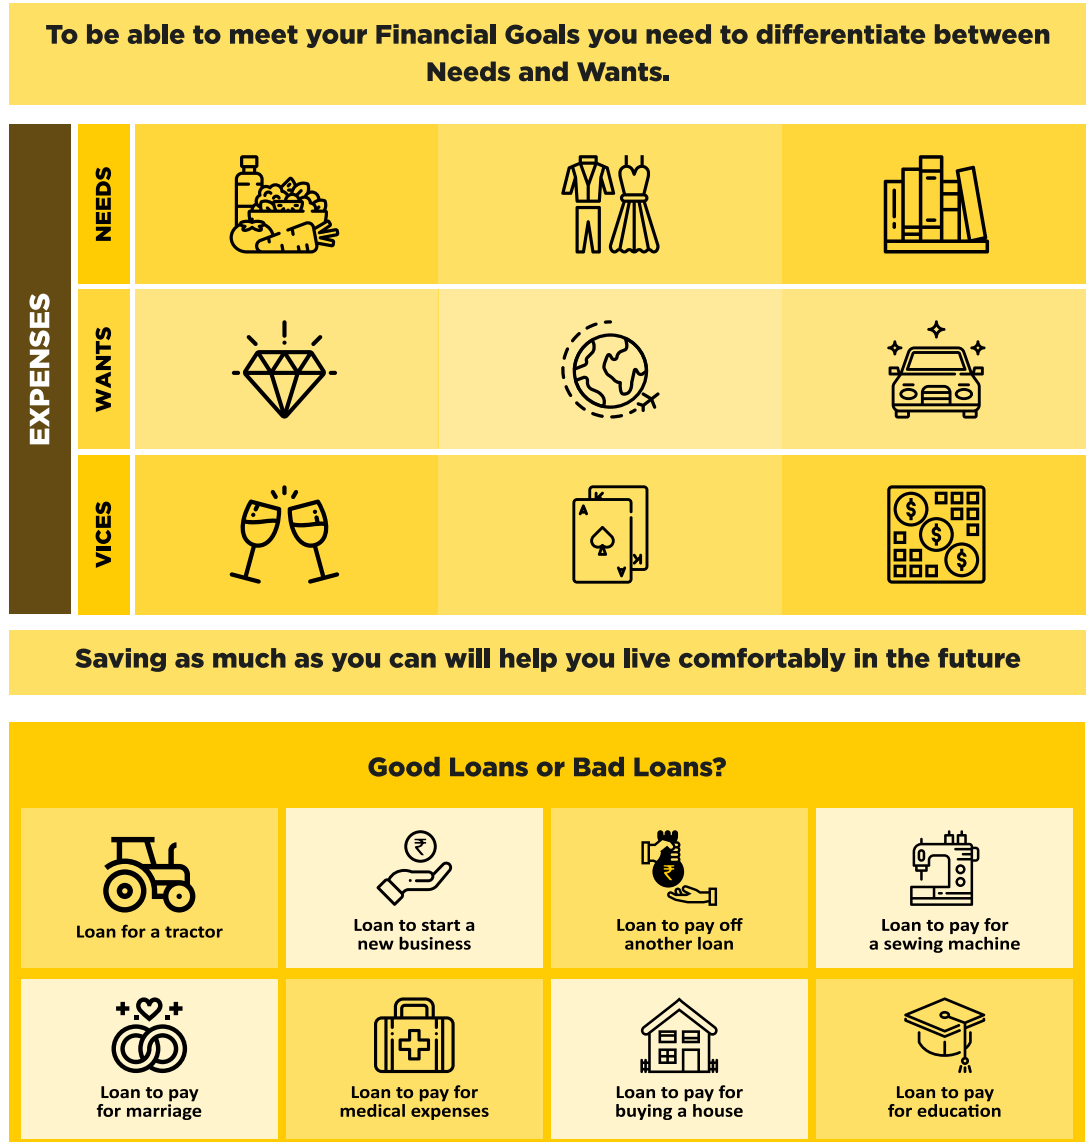 To be able to meet your Financial Goals you need to differentiate between
Needs and Wants.
EXPENSES
NEEDS
WANTS
VICES
K
A
K
A
$
$
$
Saving as much as you can will help you live comfortably in the future
Good Loans or Bad Loans?
₹
₹
Loan for a tractor
Loan to start a
new business
Loan to pay off
another loan
Loan to pay for
a sewing machine
Loan to pay
for marriage
Loan to pay for
medical expenses
Loan to pay for
buying a house
Loan to pay
for education